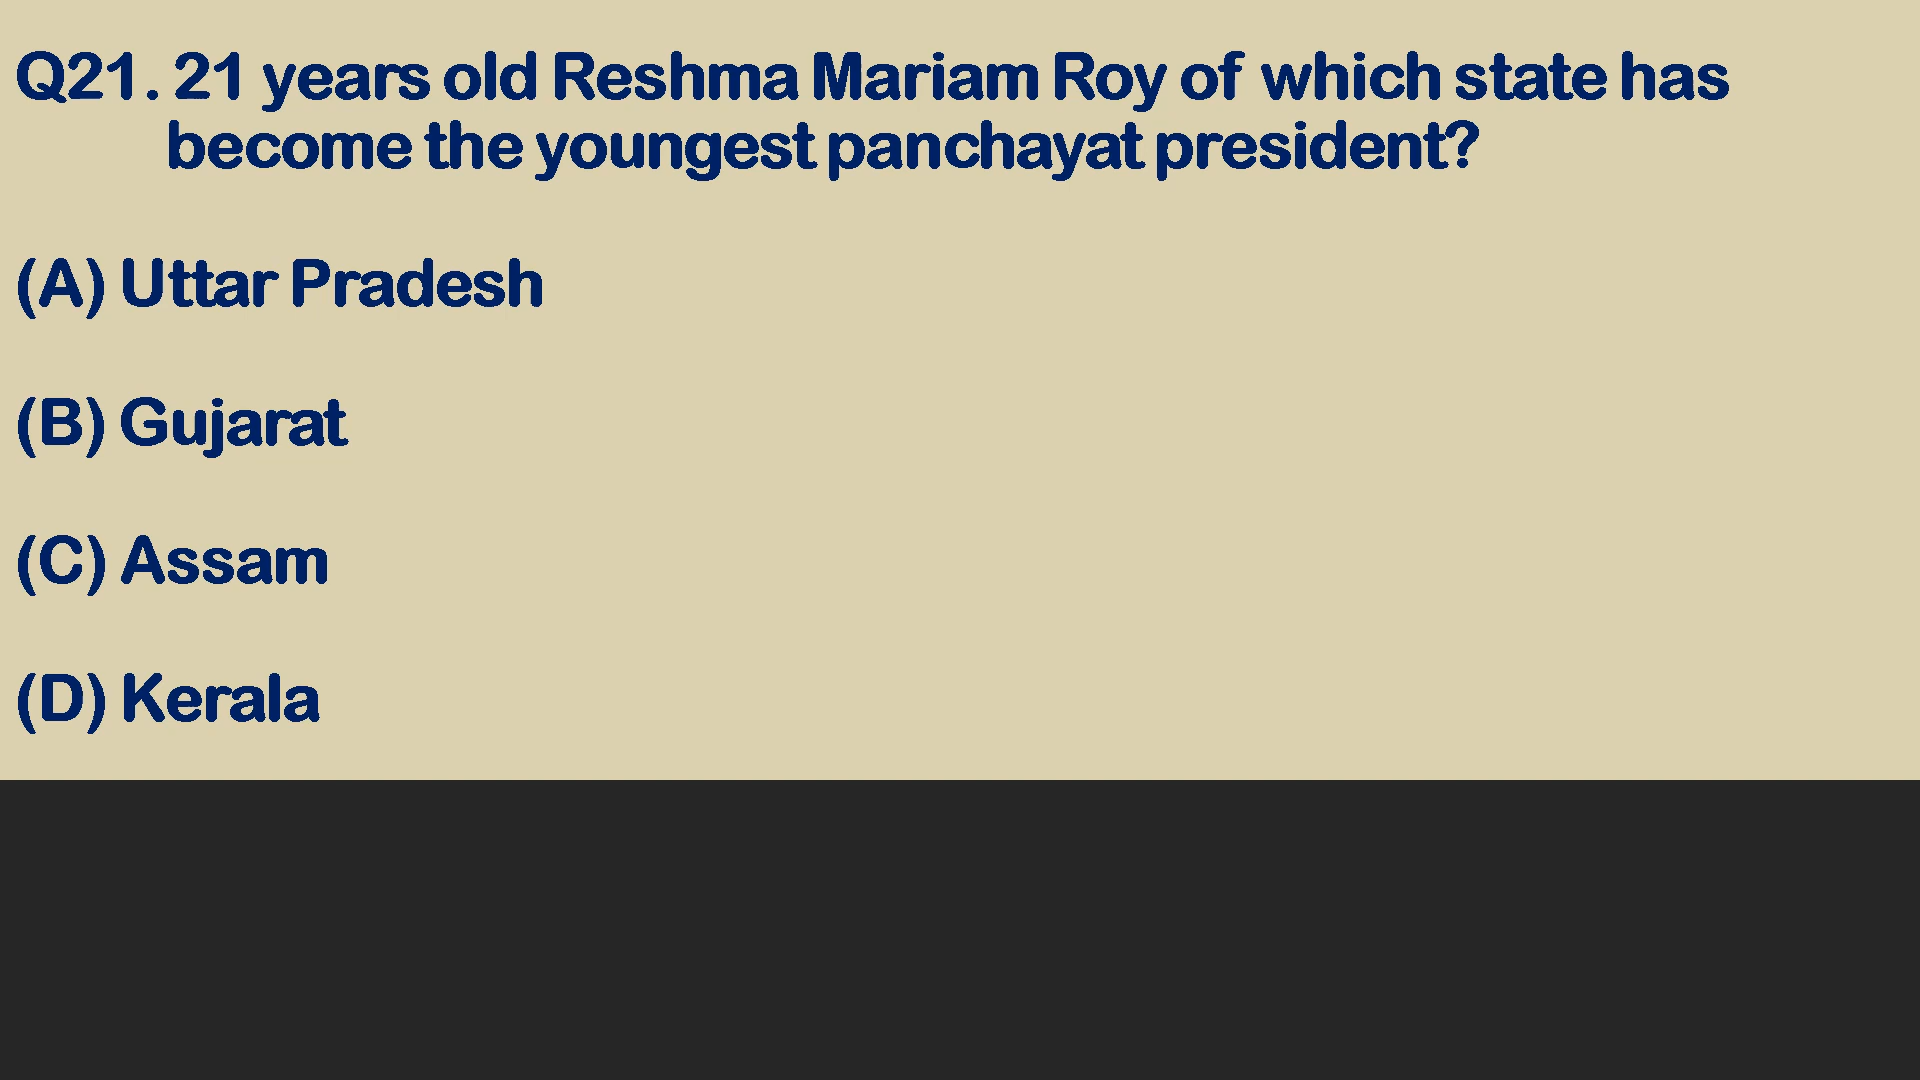 Q21. 21 years old Reshma Mariam Roy of which state has
become the youngest panchayat president?
(A) Uttar Pradesh
(B) Gujarat
(C) Assam
(D) Kerala